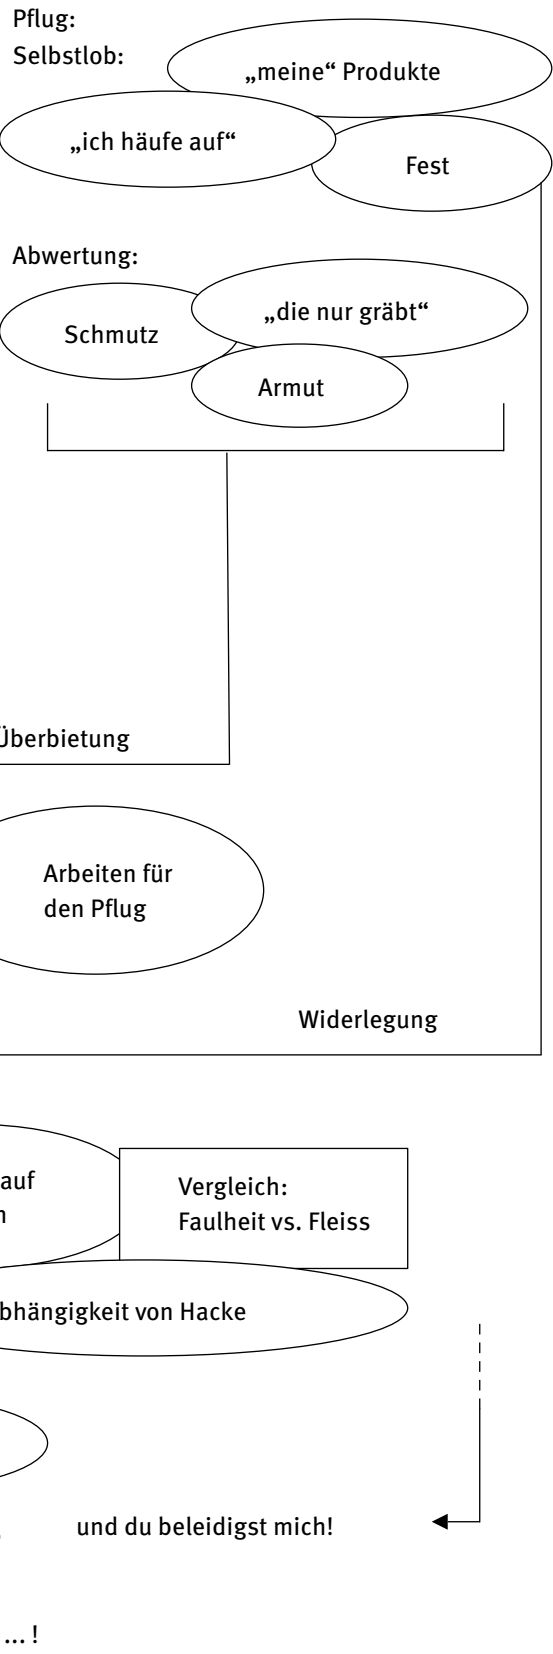 Pflug:
Selbstlob:
„meine“ Produkte
„ich häufe auf“
Fest
Abwertung:
„die nur gräbt“
Schmutz
Armut
Überbietung
Arbeiten für
den Pflug
Widerlegung
auf
Vergleich:
Faulheit vs. Fleiss
bhängigkeit von Hacke
und du beleidigst mich!
... !